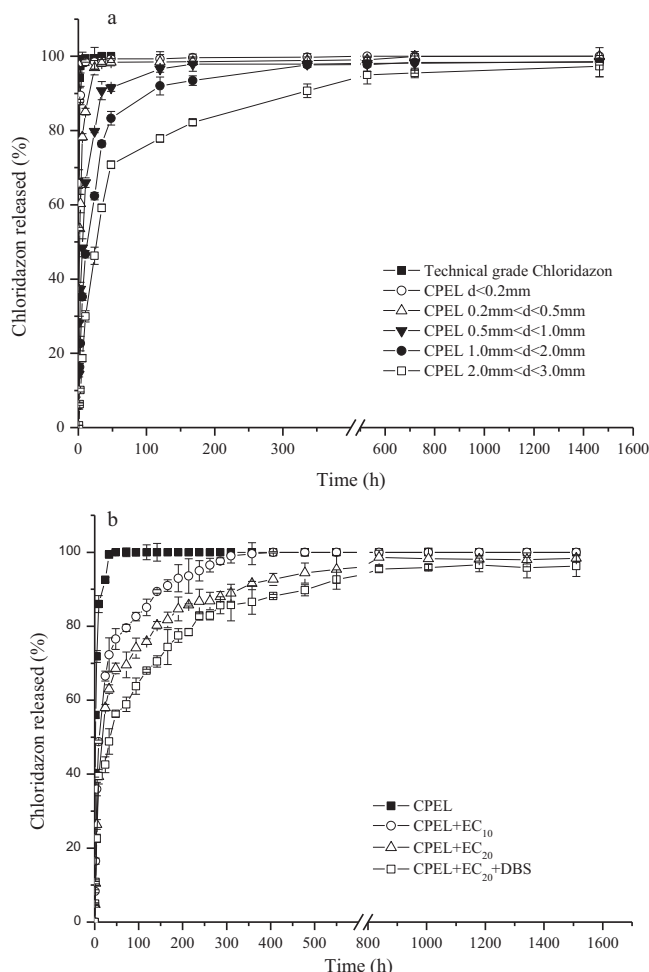 a
100
80
60
40
20
0
Chloridazon released (%)
Technical grade Chloridazon
CPEL d<0.2mm
CPEL 0.2mm<d<0.5mm
CPEL 0.5mm<d<1.0mm
CPEL 1.0mm<d<2.0mm
CPEL 2.0mm<d<3.0mm
0 100 200 300 600 800 1000 1200 1400 1600
Time (h)
b
100
80
60
40
20
0
Chloridazon released (%)
CPEL
CPEL+EC10
CPEL+EC20
CPEL+EC20+DBS
0 100 200 300 400 500 600 700 800 1000 1200 1400 1600
Time (h)